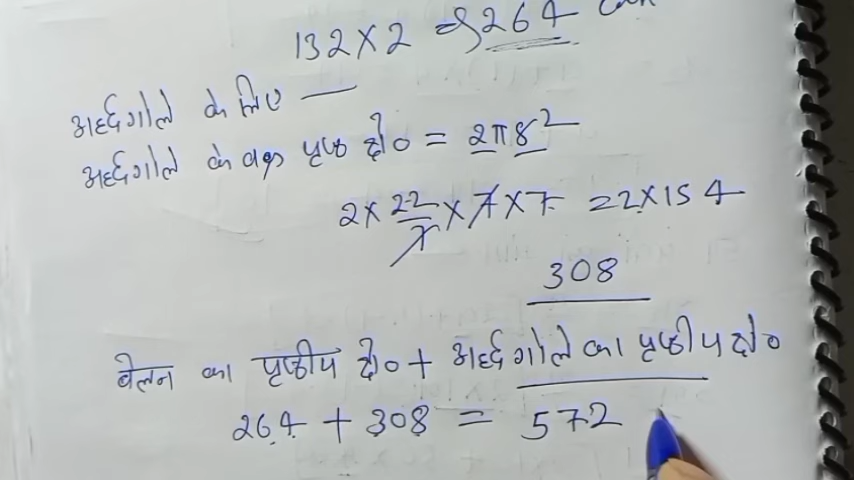 132×2 = 264
अर्द्धगोले के लिए —
अर्द्धगोले के वक्र पृष्ठ क्षे० = 2πr²
2×22/7×7×7 = 2×154
308
बेलन का पृष्ठीय क्षे० + अर्द्धगोले का पृष्ठीय क्षे०
264 + 308 = 572